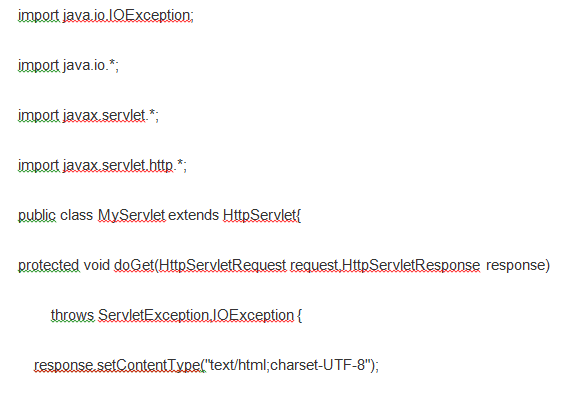 import java.io.IOException;
import java.io.*;
import javax.servlet.*;
import javax.servlet.http.*;
public class MyServlet extends HttpServlet{
protected void doGet(HttpServletRequest request,HttpServletResponse response)
throws ServletException,IOException {
response.setContentType("text/html;charset-UTF-8");